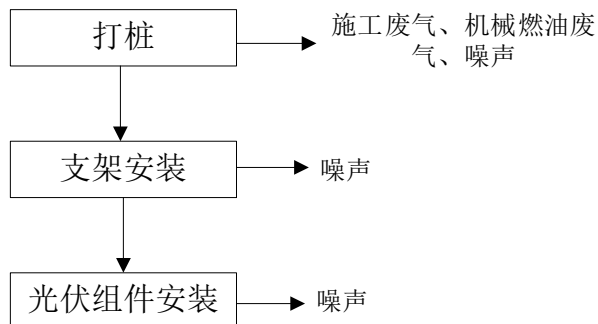 打桩
施工废气、机械燃油废
气、噪声
支架安装
噪声
光伏组件安装
噪声